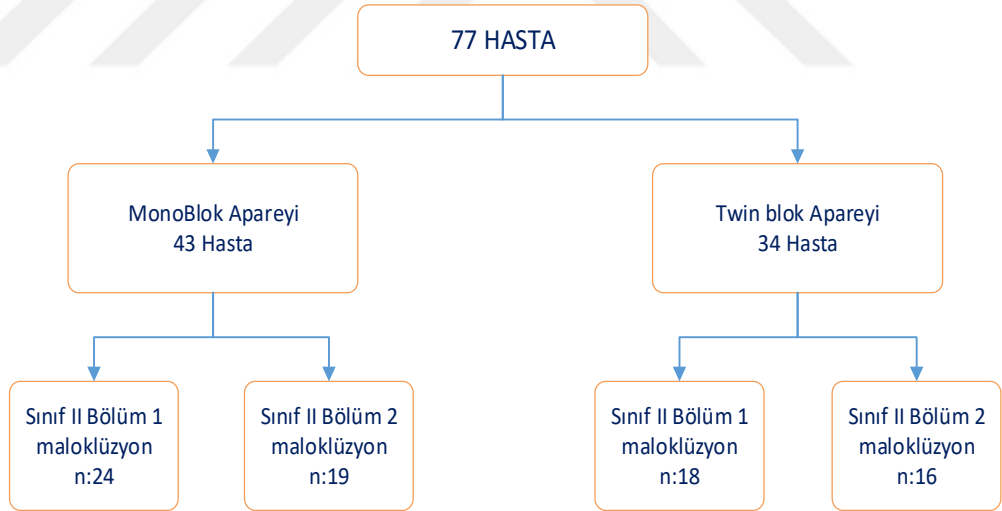 77 HASTA
MonoBlok Apareyi
43 Hasta
Twin blok Apareyi
34 Hasta
Sınıf II Bölüm 1
maloklüzyon
n:24
Sınıf II Bölüm 2
maloklüzyon
n:19
Sınıf II Bölüm 1
maloklüzyon
n:18
Sınıf II Bölüm 2
maloklüzyon
n:16